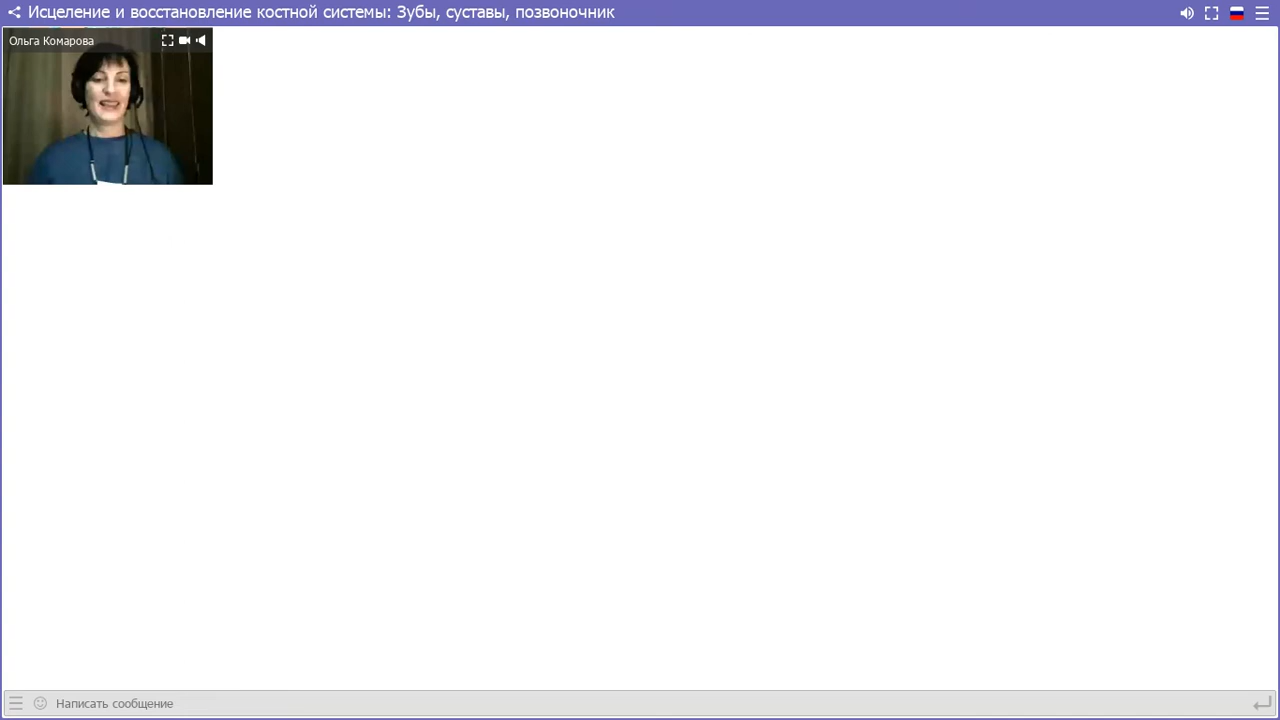 Исцеление и восстановление костной системы: Зубы, суставы, позвоночник
Ольга Комарова
Написать сообщение